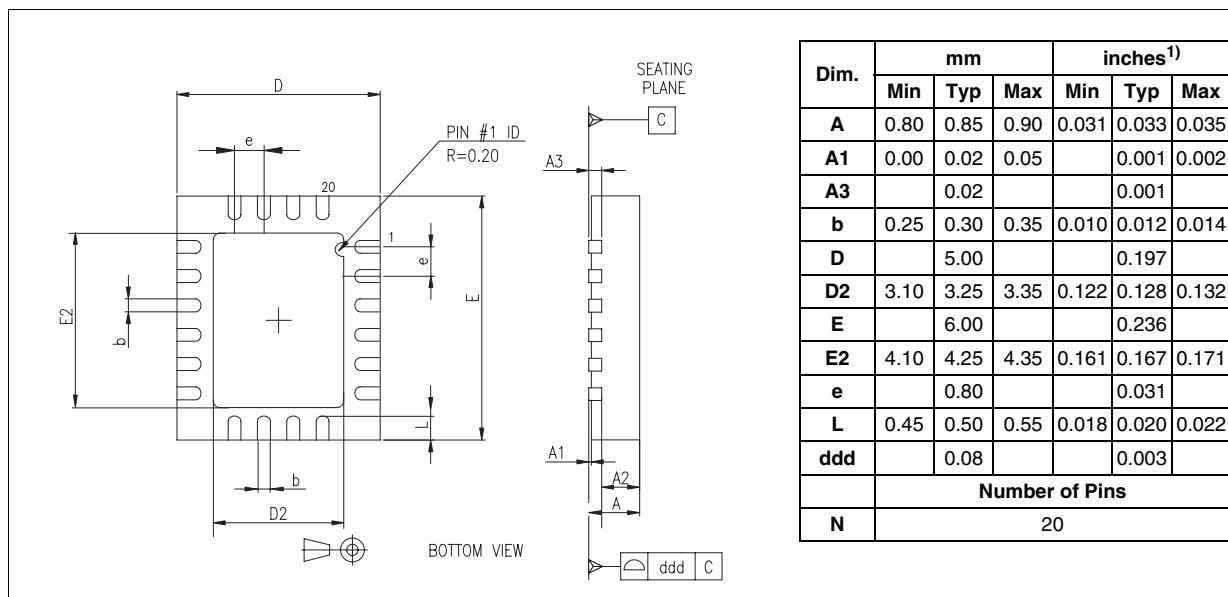 D
e
PIN #1 ID
R=0.20
20
1
e
E2
b
E
L
b
D2
BOTTOM VIEW
SEATING
PLANE
C
A3
A1
A2
A
ddd C
Dim. mm inches1)
Min Typ Max Min Typ Max
A 0.80 0.85 0.90 0.031 0.033 0.035
A1 0.00 0.02 0.05 0.001 0.002
A3 0.02 0.001
b 0.25 0.30 0.35 0.010 0.012 0.014
D 5.00 0.197
D2 3.10 3.25 3.35 0.122 0.128 0.132
E 6.00 0.236
E2 4.10 4.25 4.35 0.161 0.167 0.171
e 0.80 0.031
L 0.45 0.50 0.55 0.018 0.020 0.022
ddd 0.08 0.003
Number of Pins
N 20